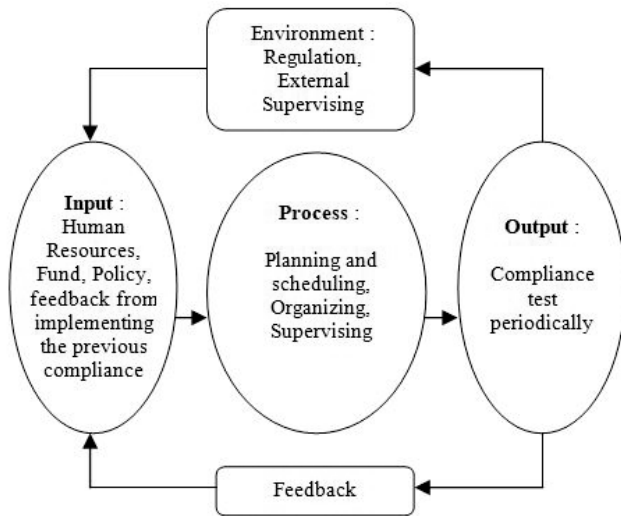 Environment :
Regulation,
External
Supervising
Input :
Human
Resources,
Fund, Policy,
feedback from
implementing
the previous
compliance
Process :
Planning and
scheduling,
Organizing,
Supervising
Output :
Compliance
test
periodically
Feedback